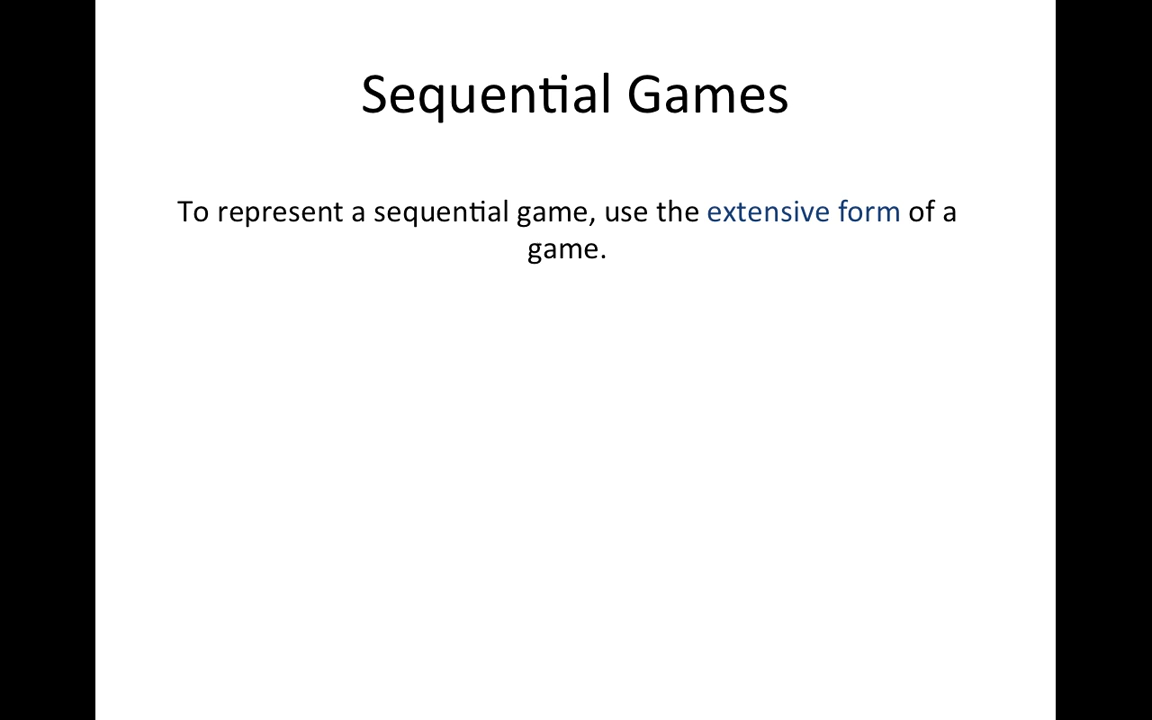 Sequential Games
To represent a sequential game, use the extensive form of a
game.